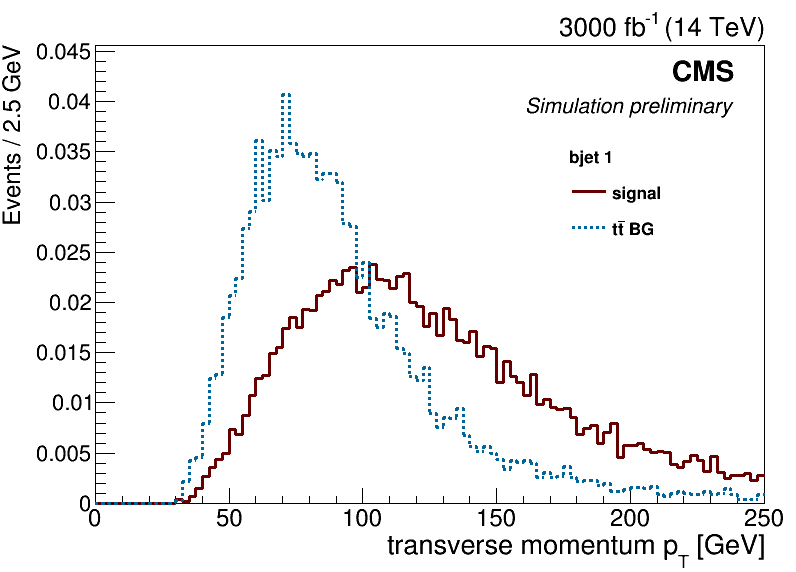 3000 fb⁻¹ (14 TeV)
CMS
Simulation preliminary
bjet 1
signal
tt̄ BG
Events / 2.5 GeV
0.045
0.04
0.035
0.03
0.025
0.02
0.015
0.01
0.005
0
0 50 100 150 200 250
transverse momentum p_T [GeV]